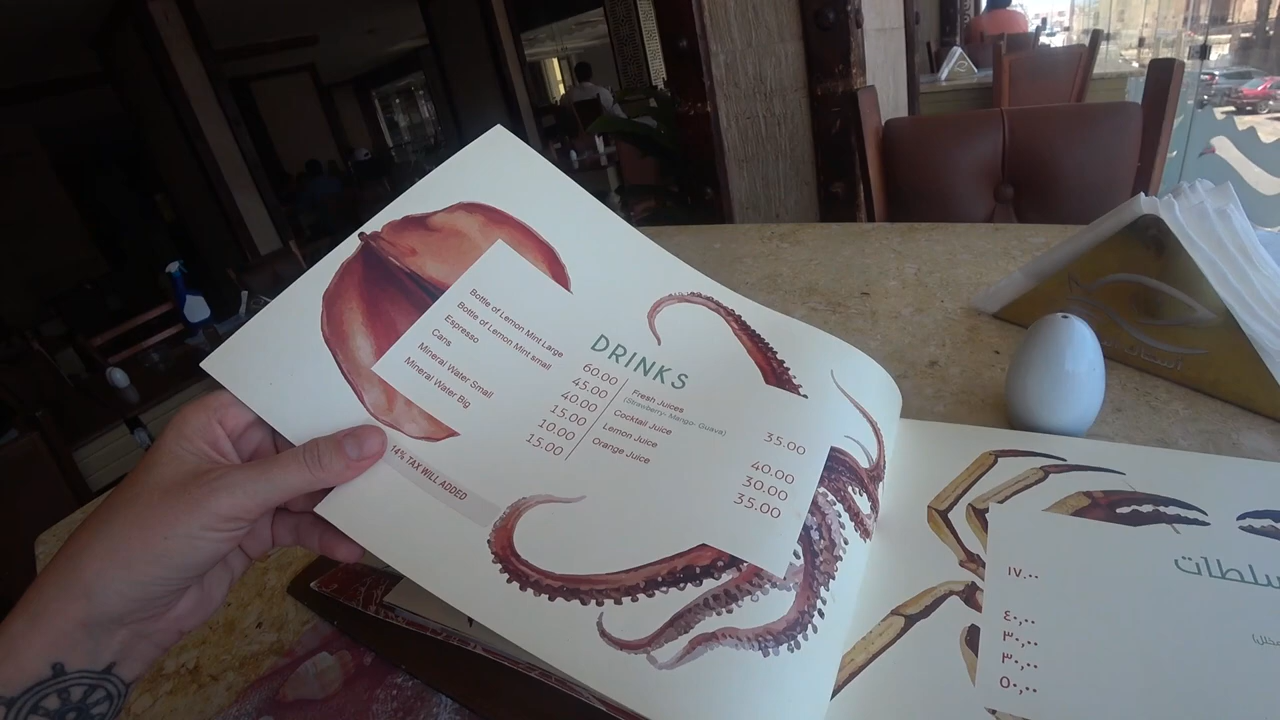 DRINKS
Bottle of Lemon Mint Large 60.00
Bottle of Lemon Mint small 45.00
Espresso 40.00
Cans 15.00
Mineral Water Small 10.00
Mineral Water Big 15.00
Fresh Juices 35.00
(Strawberry- Mango- Guava)
Cocktail Juice 40.00
Lemon Juice 30.00
Orange Juice 35.00
14% TAX WILL ADDED
١٧.٠٠
٤٠,٠٠
٣٠,٠٠
٣٠,٠٠
٥٠,٠٠